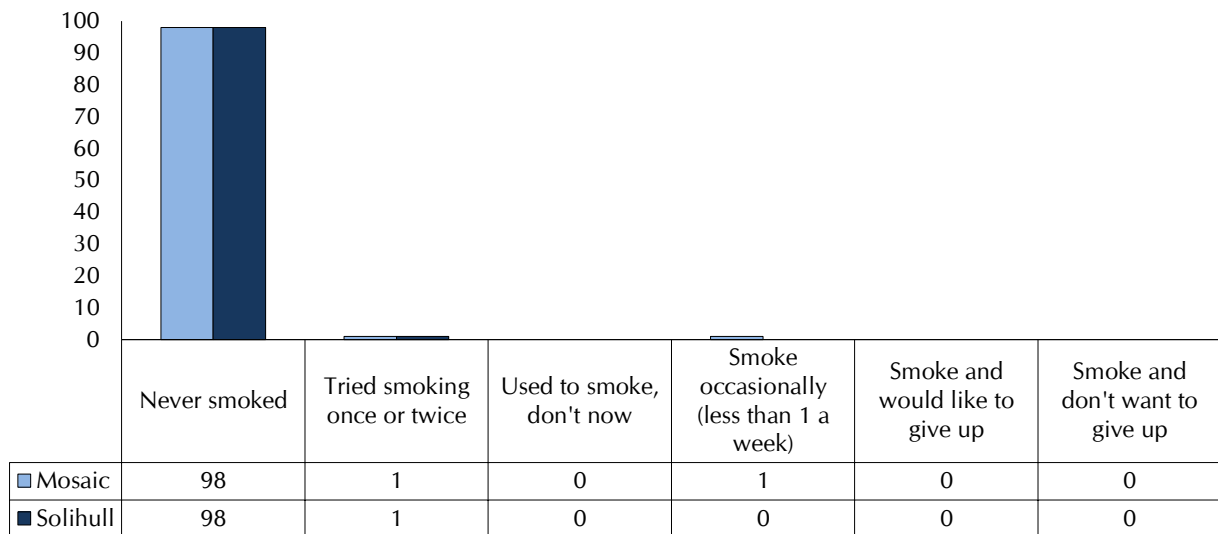 100
90
80
70
60
50
40
30
20
10
0
Never smoked
Tried smoking
once or twice
Used to smoke,
don't now
Smoke
occasionally
(less than 1 a
week)
Smoke and
would like to
give up
Smoke and
don't want to
give up
Mosaic 98 1 0 1 0 0
Solihull 98 1 0 0 0 0